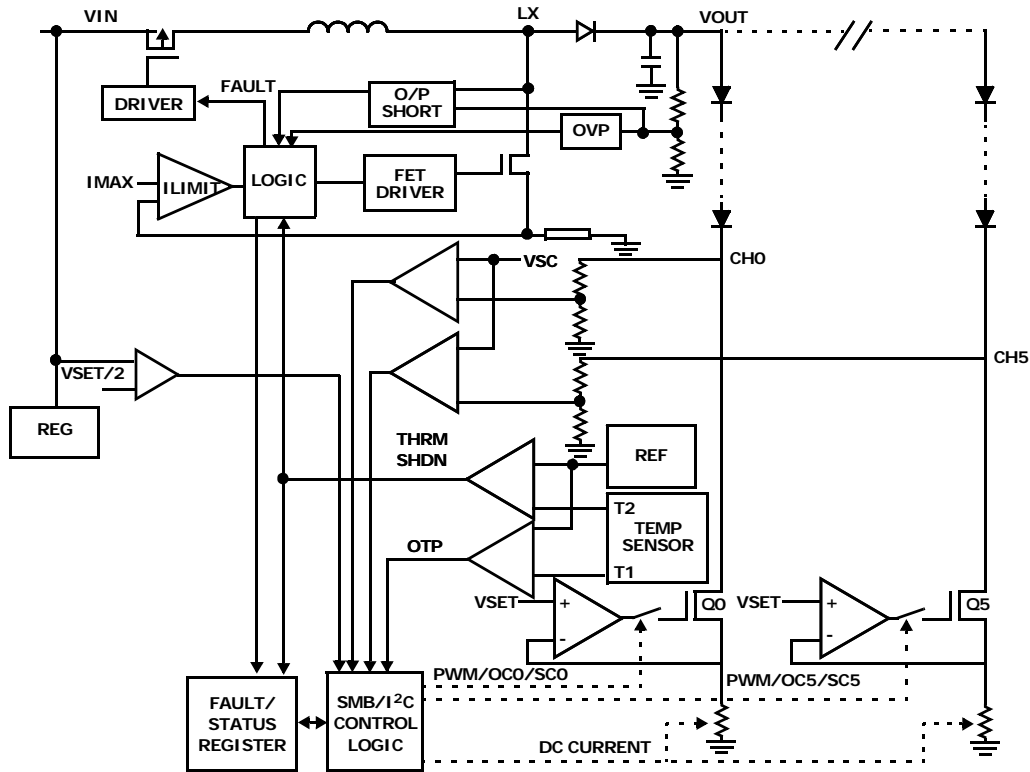 VIN
LX
VOUT
FAULT
DRIVER
O/P
SHORT
OVP
IMAX
ILIMIT
LOGIC
FET
DRIVER
VSC
CH0
CH5
VSET/2
REG
THRM
SHDN
REF
T2
TEMP
SENSOR
T1
OTP
VSET
+
-
Q0
VSET
+
-
Q5
PWM/OC0/SC0
PWM/OC5/SC5
FAULT/
STATUS
REGISTER
SMB/I²C
CONTROL
LOGIC
DC CURRENT